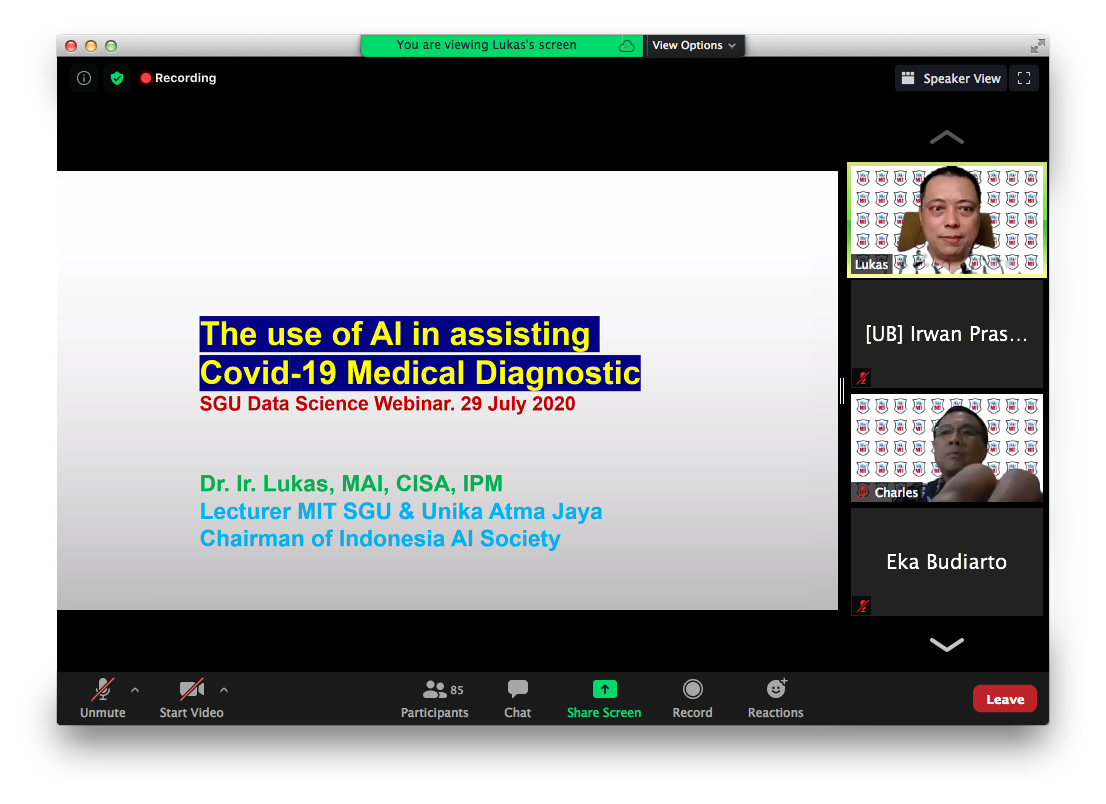 You are viewing Lukas's screen
View Options
Recording
Speaker View
The use of AI in assisting
Covid-19 Medical Diagnostic
SGU Data Science Webinar. 29 July 2020
Dr. Ir. Lukas, MAI, CISA, IPM
Lecturer MIT SGU & Unika Atma Jaya
Chairman of Indonesia AI Society
Lukas
[UB] Irwan Pras...
Charles
Eka Budiarto
Unmute
Start Video
85
Participants
Chat
Share Screen
Record
Reactions
Leave